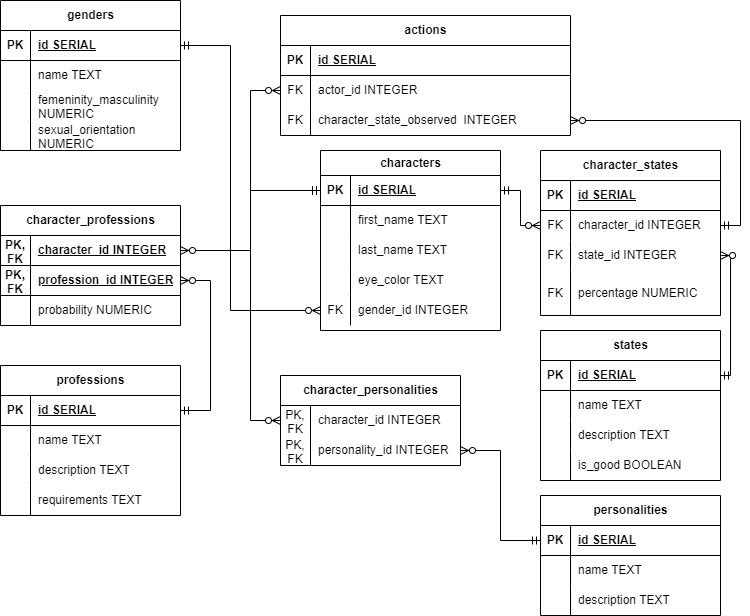 genders
PK id SERIAL
name TEXT
femeninity_masculinity
NUMERIC
sexual_orientation
NUMERIC
actions
PK id SERIAL
FK actor_id INTEGER
FK character_state_observed INTEGER
characters
PK id SERIAL
first_name TEXT
last_name TEXT
eye_color TEXT
FK gender_id INTEGER
character_states
PK id SERIAL
FK character_id INTEGER
FK state_id INTEGER
FK percentage NUMERIC
character_professions
PK,
FK character_id INTEGER
PK,
FK profession_id INTEGER
probability NUMERIC
states
PK id SERIAL
name TEXT
description TEXT
is_good BOOLEAN
professions
PK id SERIAL
name TEXT
description TEXT
requirements TEXT
character_personalities
PK,
FK character_id INTEGER
PK,
FK personality_id INTEGER
personalities
PK id SERIAL
name TEXT
description TEXT